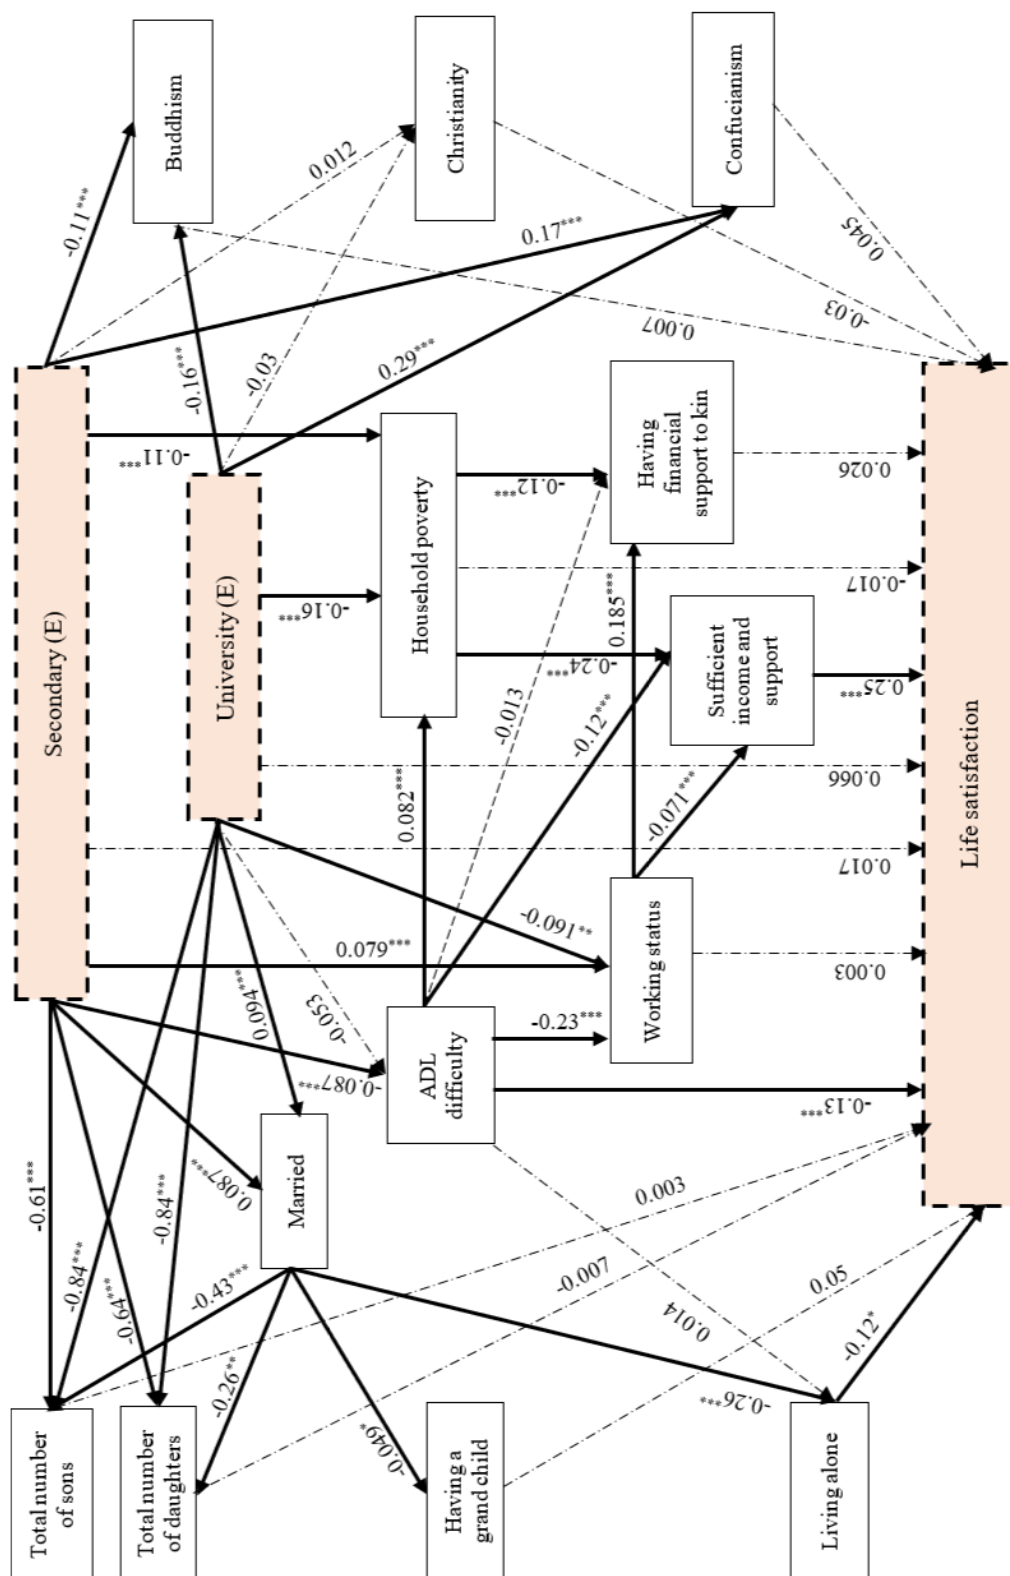 Total number
of sons
Total number
of daughters
Having a
grand child
Living alone
Married
ADL
difficulty
Working status
Secondary (E)
University (E)
Household poverty
Sufficient
income and
support
Having
financial
support to kin
Buddhism
Christianity
Confucianism
Life satisfaction
-0.61***
-0.84***
-0.64***
-0.84***
-0.43***
-0.26**
-0.049*
-0.26***
0.087***
0.094***
-0.053
-0.087***
0.079***
-0.23***
-0.13***
0.003
-0.007
0.05
0.014
-0.12*
0.082***
-0.013
-0.12***
0.185***
-0.071***
0.003
0.017
0.066
0.25***
-0.017
0.026
-0.24***
-0.12***
-0.16***
-0.11***
-0.11***
-0.16***
0.012
-0.03
0.17***
0.29***
0.007
-0.03
0.045